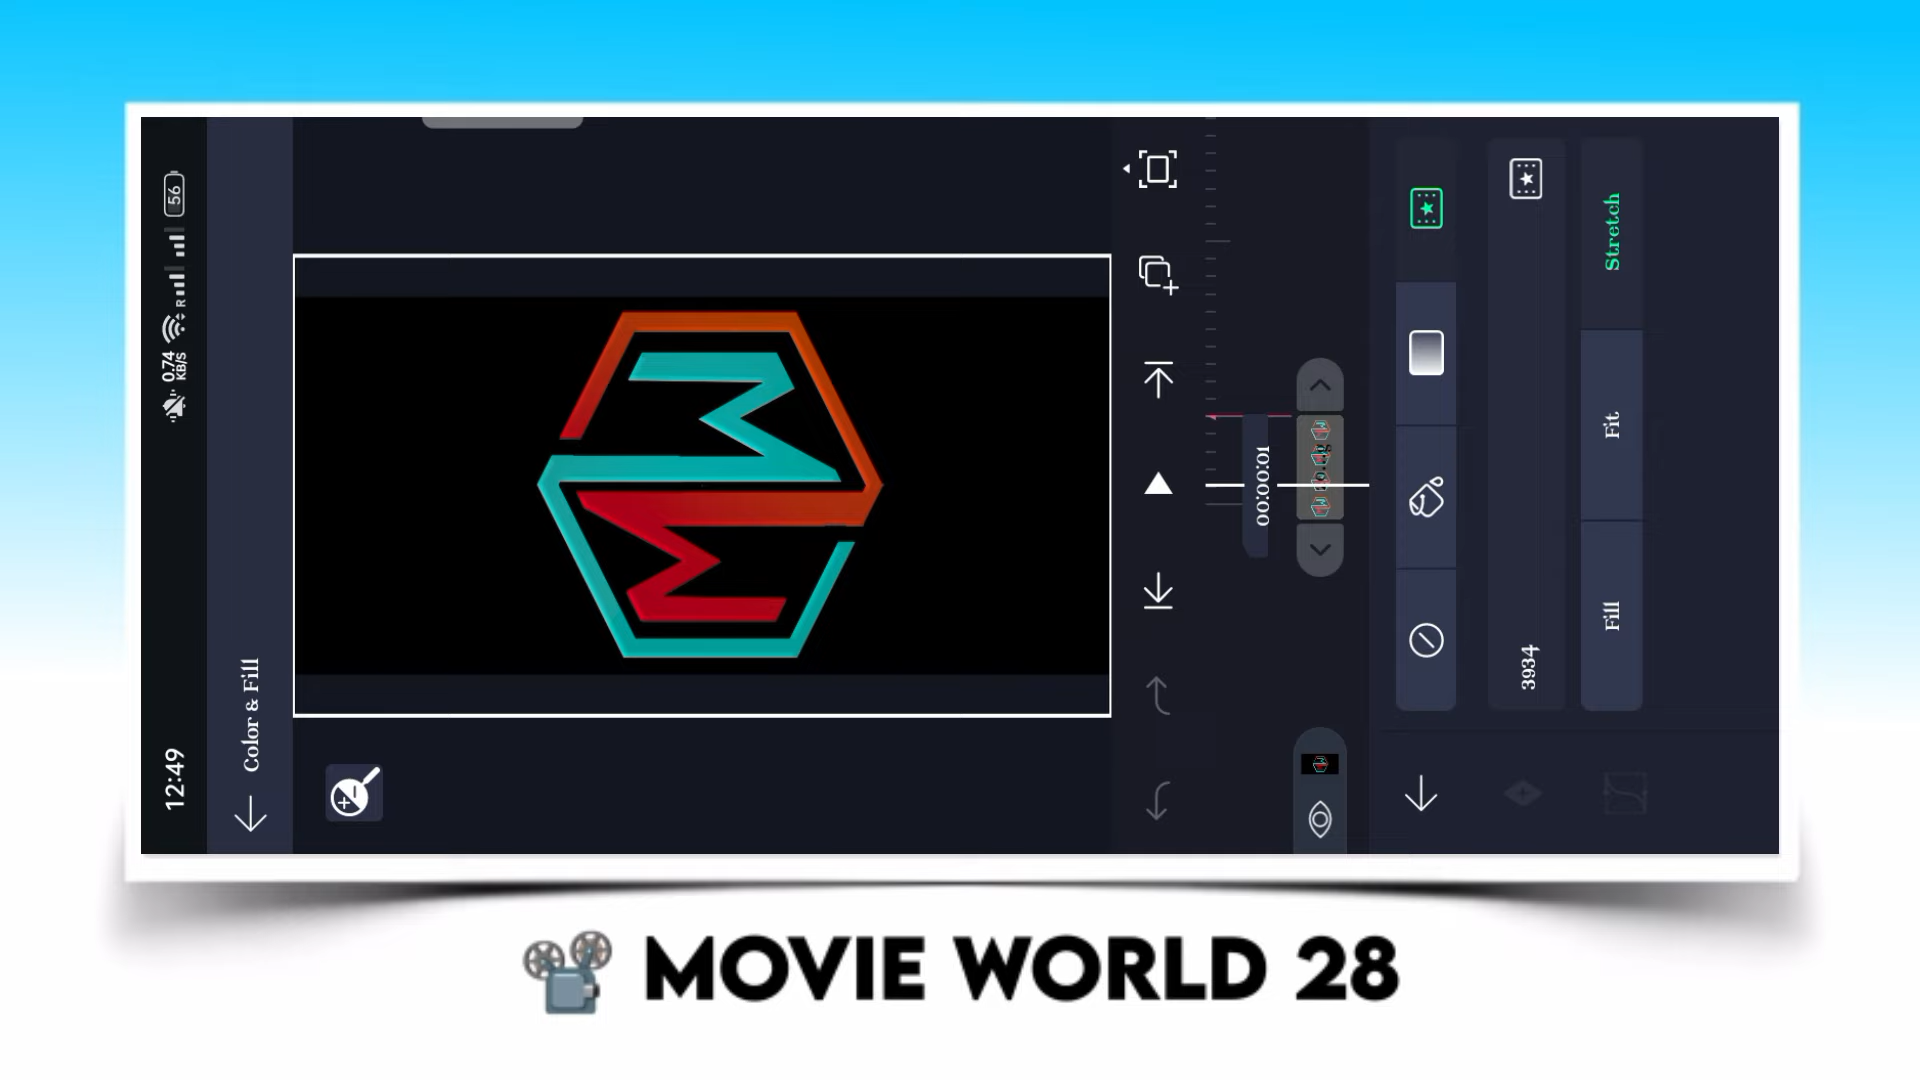 12:49
0.74 KB/S
R
56
Color & Fill
00:00:01
3934
Fill
Fit
Stretch
MOVIE WORLD 28